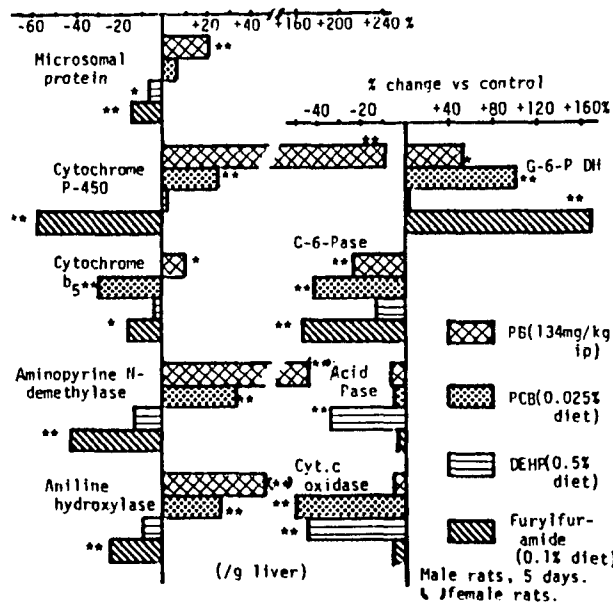 -60 -40 -20 +20 +160 +200 +240 %
Microsomal
protein
**
*
**
% change vs control
-40 -20 +40 +80 +120 +160%
Cytochrome
P-450
**
**
**
*
G-6-P DH
**
**
Cytochrome
b5**
*
*
C-6-Pase
**
**
**
Aminopyrine N-
demethylase
**
**
**
Acid
Pase
**
Aniline
hydroxylase
(**)
**
**
Cyt.c
oxidase
**
**
PB(134mg/kg
ip)
PCB(0.025%
diet)
DEHP(0.5%
diet)
Furylfur-
amide
(0.1% diet)
(/g liver)
Male rats, 5 days.
( )female rats.